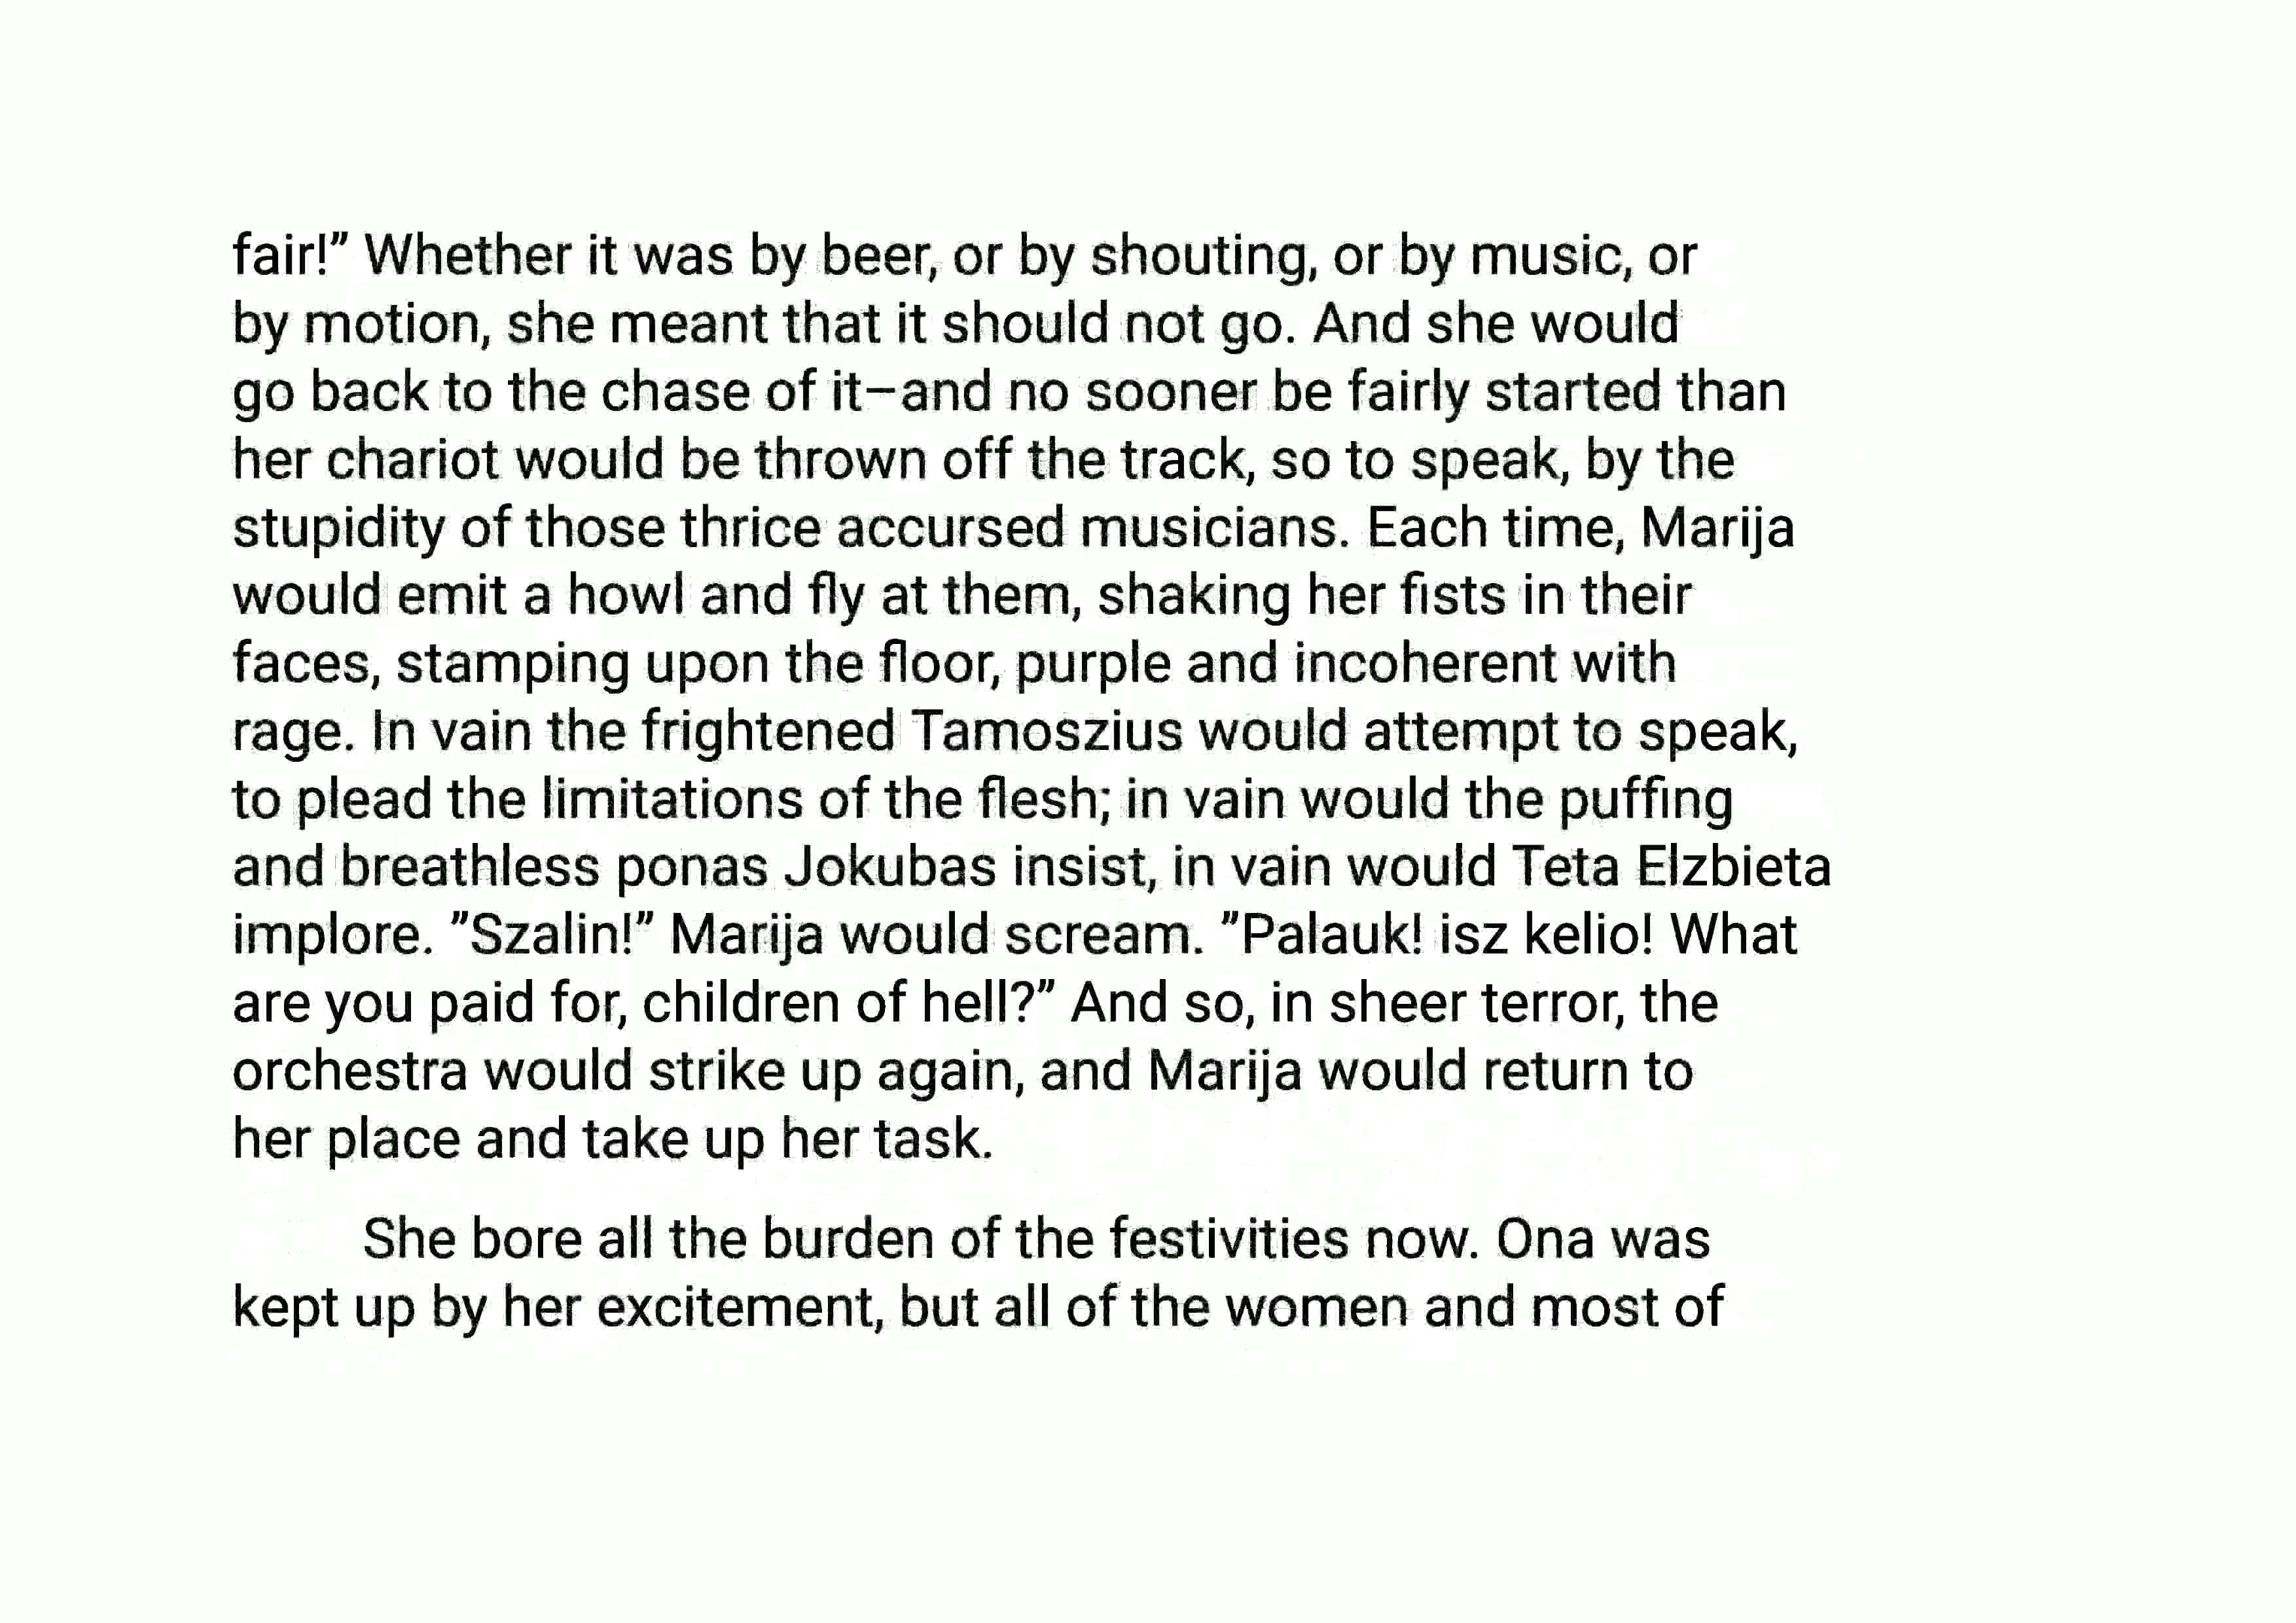 fair!” Whether it was by beer, or by shouting, or by music, or
by motion, she meant that it should not go. And she would
go back to the chase of it–and no sooner be fairly started than
her chariot would be thrown off the track, so to speak, by the
stupidity of those thrice accursed musicians. Each time, Marija
would emit a howl and fly at them, shaking her fists in their
faces, stamping upon the floor, purple and incoherent with
rage. In vain the frightened Tamoszius would attempt to speak,
to plead the limitations of the flesh; in vain would the puffing
and breathless ponas Jokubas insist, in vain would Teta Elzbieta
implore. ”Szalin!” Marija would scream. ”Palauk! isz kelio! What
are you paid for, children of hell?” And so, in sheer terror, the
orchestra would strike up again, and Marija would return to
her place and take up her task.
She bore all the burden of the festivities now. Ona was
kept up by her excitement, but all of the women and most of